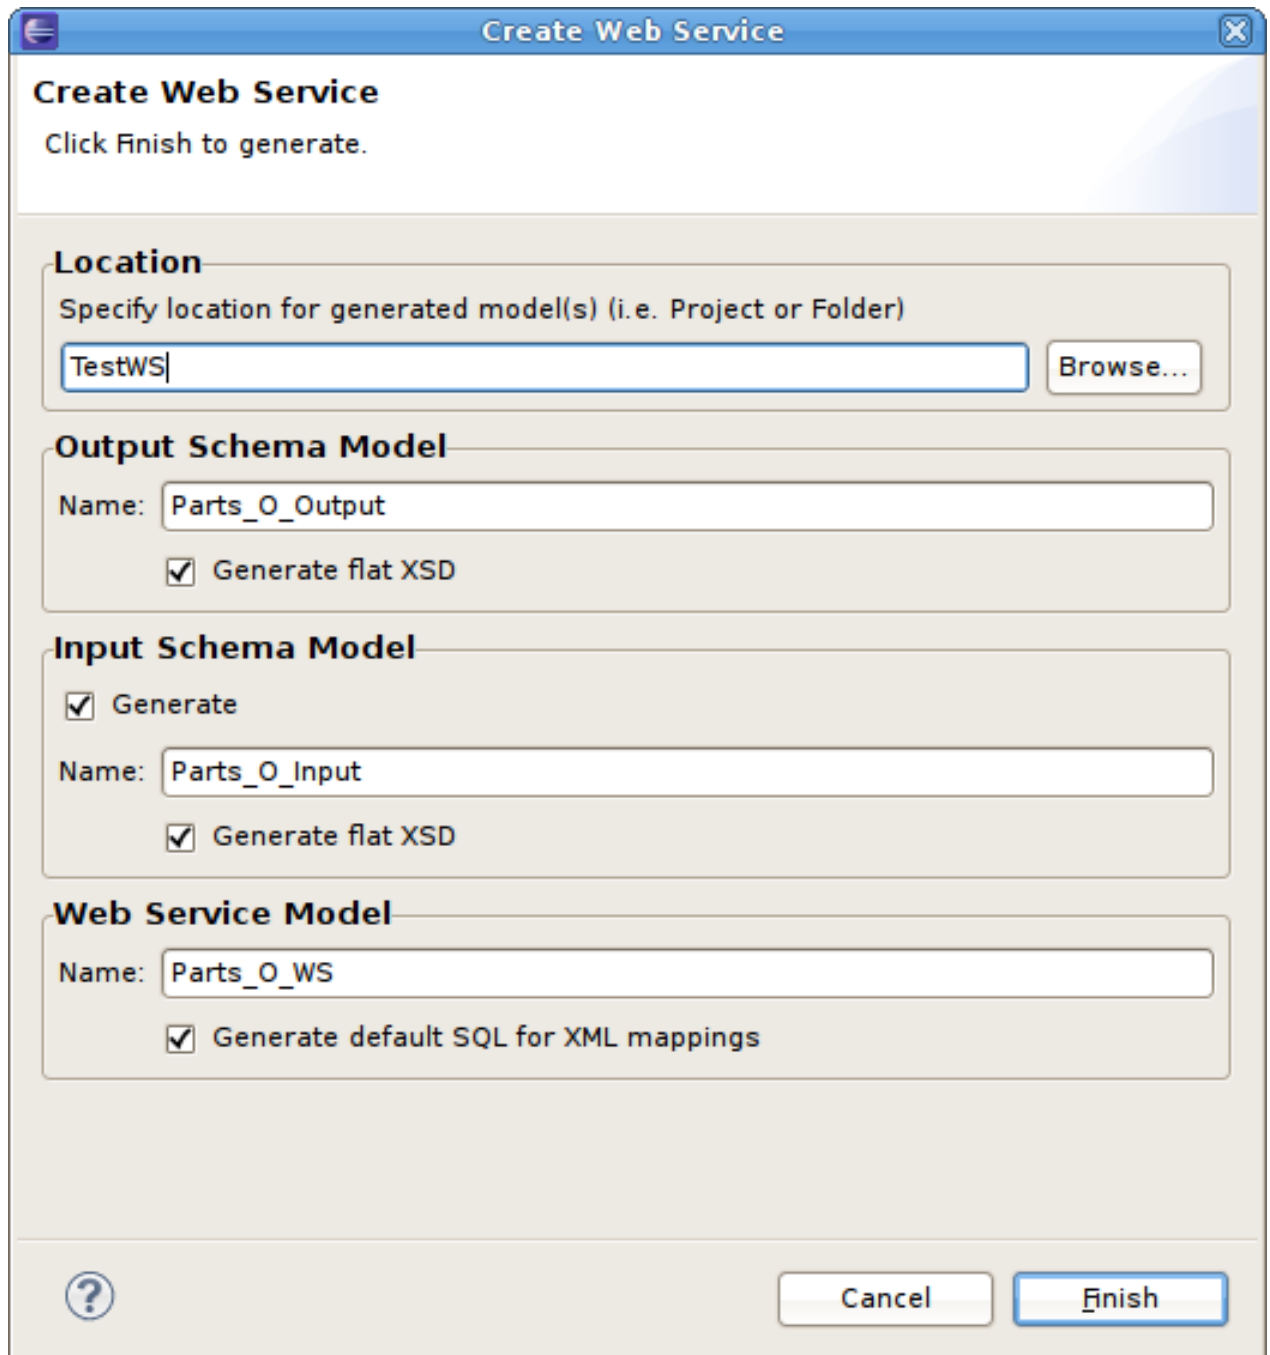 Create Web Service
Create Web Service
Click Finish to generate.
Location
Specify location for generated model(s) (i.e. Project or Folder)
TestWS
Browse...
Output Schema Model
Name: Parts_O_Output
Generate flat XSD
Input Schema Model
Generate
Name: Parts_O_Input
Generate flat XSD
Web Service Model
Name: Parts_O_WS
Generate default SQL for XML mappings
? Cancel Finish